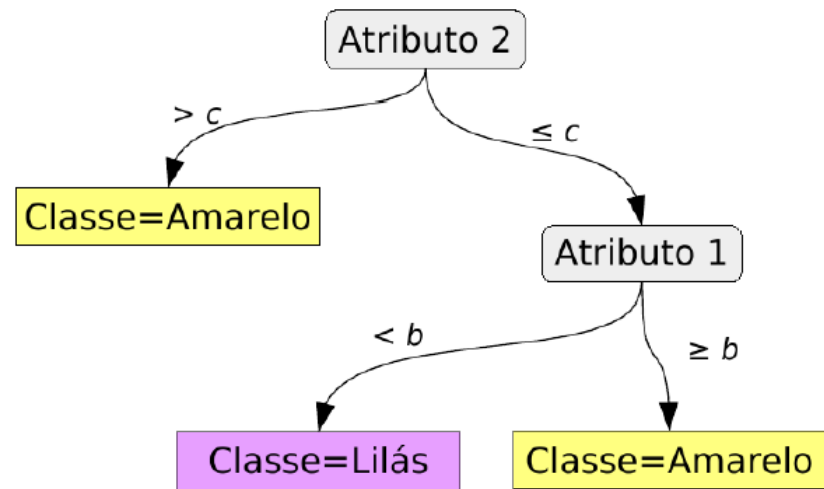 Atributo 2
> c
≤ c
Classe=Amarelo
Atributo 1
< b
≥ b
Classe=Lilás
Classe=Amarelo